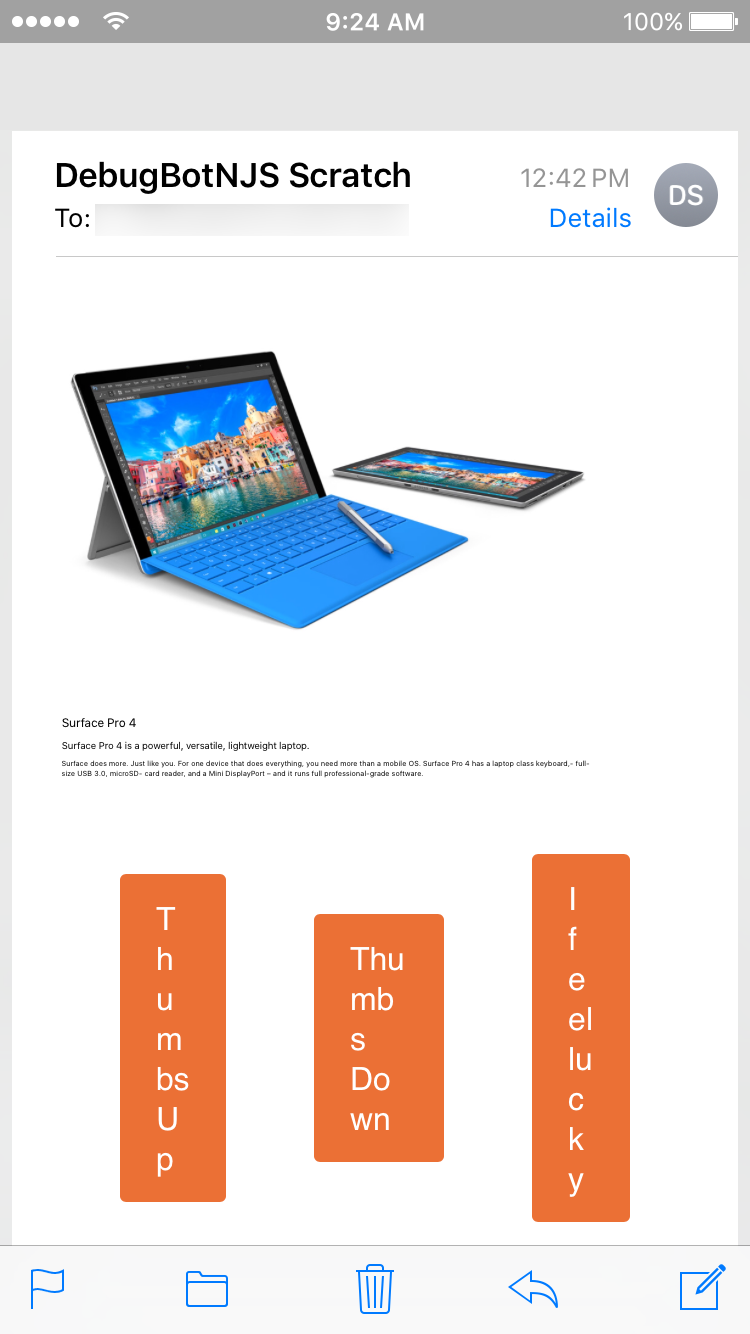 9:24 AM
100%
DebugBotNJS Scratch
12:42 PM
DS
To:
Details
Surface Pro 4
Surface Pro 4 is a powerful, versatile, lightweight laptop.
Surface does more. Just like you. For one device that does everything, you need more than a mobile OS. Surface Pro 4 has a laptop class keyboard,- full-
size USB 3.0, microSD- card reader, and a Mini DisplayPort – and it runs full professional-grade software.
T
h
u
m
bs
U
p
Thu
mb
s
Do
wn
I
f
e
el
lu
c
k
y